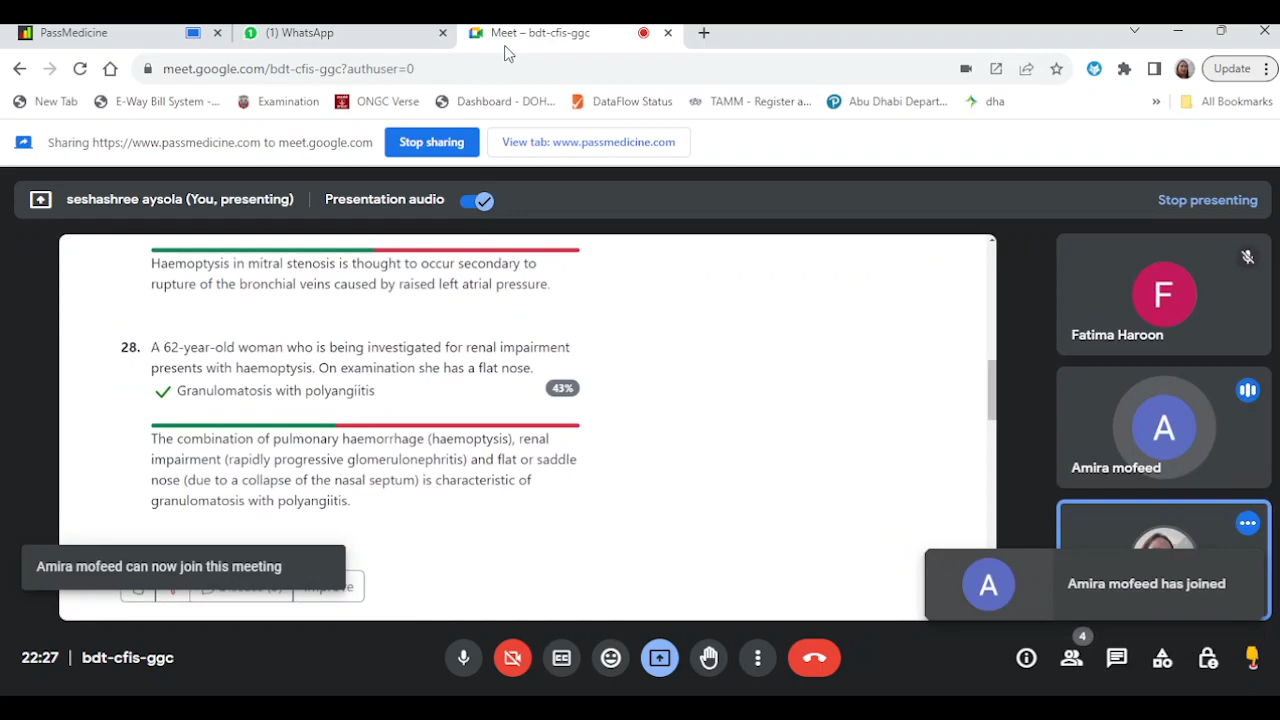 PassMedicine
(1) WhatsApp
Meet – bdt-cfis-ggc
meet.google.com/bdt-cfis-ggc?authuser=0
Update
New Tab
E-Way Bill System -...
Examination
ONGC Verse
Dashboard - DOH...
DataFlow Status
TAMM - Register a...
Abu Dhabi Depart...
dha
»
All Bookmarks
Sharing https://www.passmedicine.com to meet.google.com
Stop sharing
View tab: www.passmedicine.com
seshashree aysola (You, presenting)
Presentation audio
Stop presenting
Haemoptysis in mitral stenosis is thought to occur secondary to
rupture of the bronchial veins caused by raised left atrial pressure.
28. A 62-year-old woman who is being investigated for renal impairment
presents with haemoptysis. On examination she has a flat nose.
Granulomatosis with polyangiitis
43%
The combination of pulmonary haemorrhage (haemoptysis), renal
impairment (rapidly progressive glomerulonephritis) and flat or saddle
nose (due to a collapse of the nasal septum) is characteristic of
granulomatosis with polyangiitis.
F
Fatima Haroon
A
Amira mofeed
Amira mofeed can now join this meeting
A
Amira mofeed has joined
22:27 | bdt-cfis-ggc
4